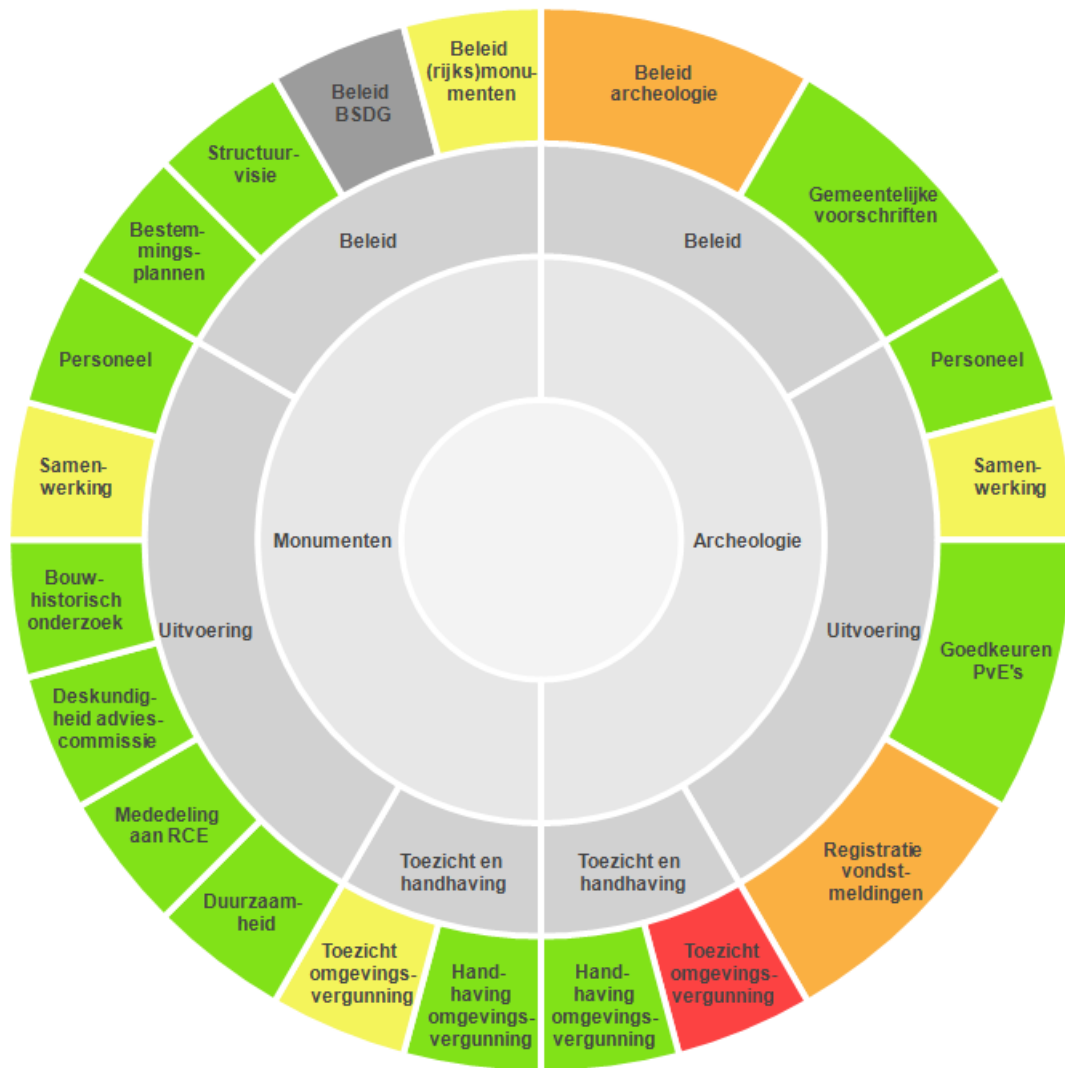 Beleid
(rijks)monu-
menten
Beleid
archeologie
Gemeentelijke
voorschriften
Personeel
Samen-
werking
Goedkeuren
PvE's
Registratie
vondst-
meldingen
Toezicht
omgevings-
vergunning
Hand-
having
omgevings-
vergunning
Hand-
having
omgevings-
vergunning
Toezicht
omgevings-
vergunning
Duurzaam-
heid
Mededeling
aan RCE
Deskundig-
heid advies-
commissie
Bouw-
historisch
onderzoek
Samen-
werking
Personeel
Bestem-
mings-
plannen
Structuur-
visie
Beleid
BSDG
Beleid
Beleid
Uitvoering
Toezicht en
handhaving
Toezicht en
handhaving
Uitvoering
Monumenten
Archeologie